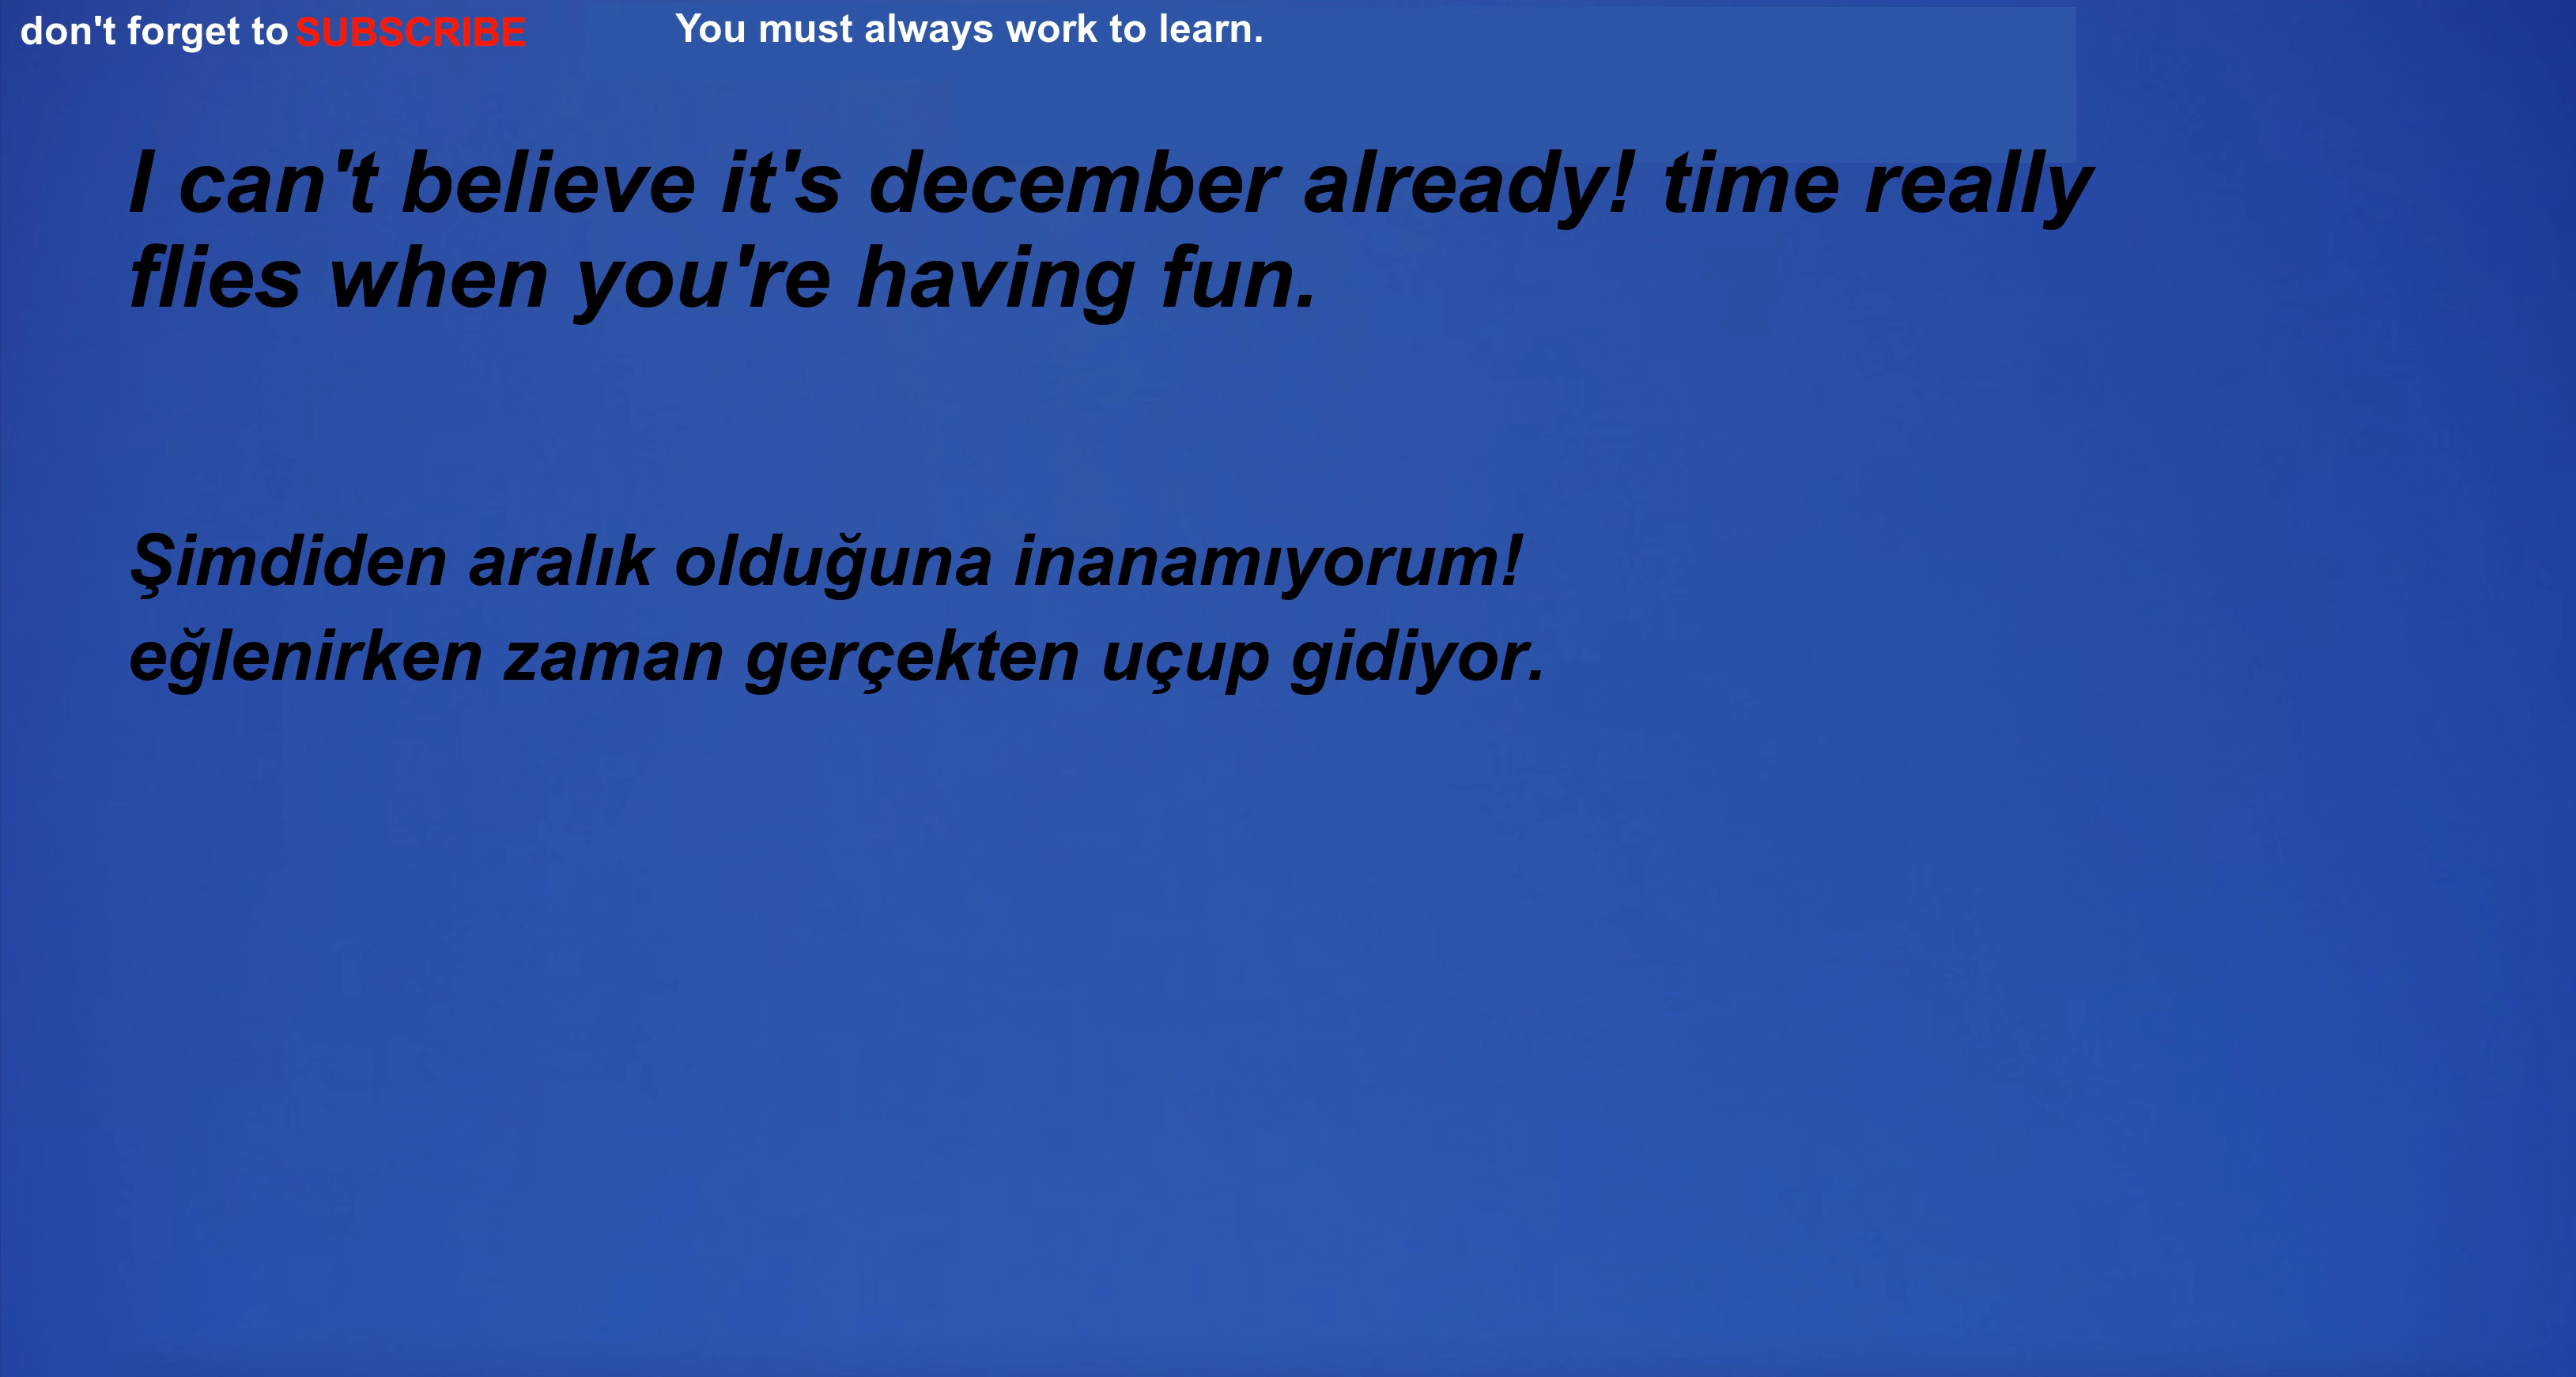 don't forget to SUBSCRIBE
You must always work to learn.
I can't believe it's december already! time really
flies when you're having fun.
Şimdiden aralık olduğuna inanamıyorum!
eğlenirken zaman gerçekten uçup gidiyor.